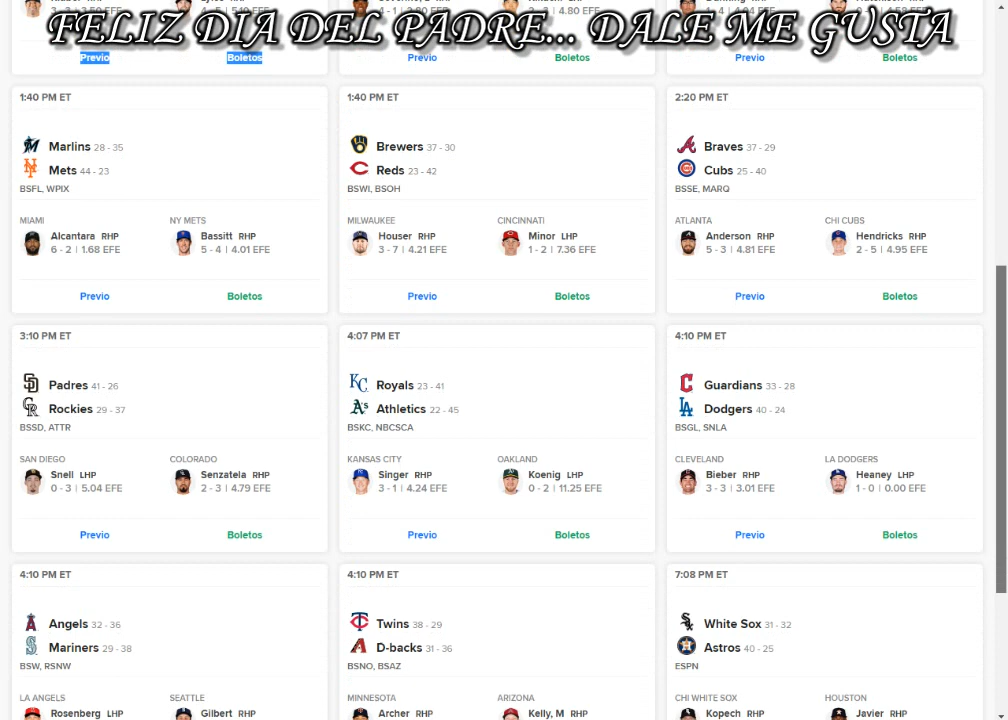 FELIZ DIA DEL PADRE... DALE ME GUSTA
Previo Boletos
Previo Boletos
Previo Boletos
1:40 PM ET
Marlins 28 - 35
Mets 44 - 23
BSFL, WPIX
MIAMI NY METS
Alcantara RHP Bassitt RHP
6 - 2 | 1.68 EFE 5 - 4 | 4.01 EFE
Previo Boletos
1:40 PM ET
Brewers 37 - 30
Reds 23 - 42
BSWI, BSOH
MILWAUKEE CINCINNATI
Houser RHP Minor LHP
3 - 7 | 4.21 EFE 1 - 2 | 7.36 EFE
Previo Boletos
2:20 PM ET
Braves 37 - 29
Cubs 25 - 40
BSSE, MARQ
ATLANTA CHI CUBS
Anderson RHP Hendricks RHP
5 - 3 | 4.81 EFE 2 - 5 | 4.95 EFE
Previo Boletos
3:10 PM ET
Padres 41 - 26
Rockies 29 - 37
BSSD, ATTR
SAN DIEGO COLORADO
Snell LHP Senzatela RHP
0 - 3 | 5.04 EFE 2 - 3 | 4.79 EFE
Previo Boletos
4:07 PM ET
Royals 23 - 41
Athletics 22 - 45
BSKC, NBCSCA
KANSAS CITY OAKLAND
Singer RHP Koenig LHP
3 - 1 | 4.24 EFE 0 - 2 | 11.25 EFE
Previo Boletos
4:10 PM ET
Guardians 33 - 28
Dodgers 40 - 24
BSGL, SNLA
CLEVELAND LA DODGERS
Bieber RHP Heaney LHP
3 - 3 | 3.01 EFE 1 - 0 | 0.00 EFE
Previo Boletos
4:10 PM ET
Angels 32 - 36
Mariners 29 - 38
BSW, RSNW
LA ANGELS SEATTLE
Rosenberg LHP Gilbert RHP
4:10 PM ET
Twins 38 - 29
D-backs 31 - 36
BSNO, BSAZ
MINNESOTA ARIZONA
Archer RHP Kelly, M RHP
7:08 PM ET
White Sox 31 - 32
Astros 40 - 25
ESPN
CHI WHITE SOX HOUSTON
Kopech RHP Javier RHP